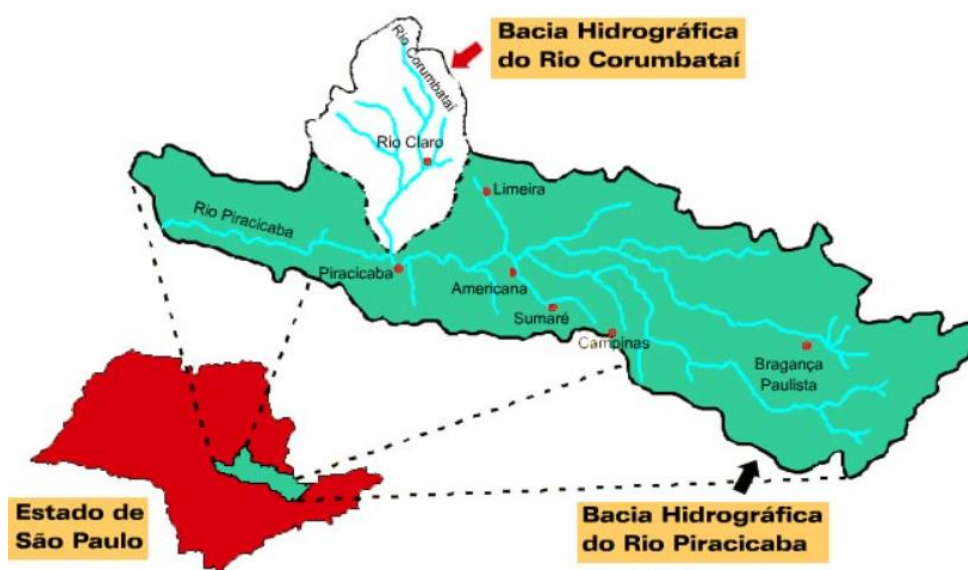 Bacia Hidrográfica
do Rio Corumbataí
Rio Corumbataí
Rio Claro
Limeira
Rio Piracicaba
Piracicaba
Americana
Sumaré
Campinas
Bragança
Paulista
Estado de
São Paulo
Bacia Hidrográfica
do Rio Piracicaba